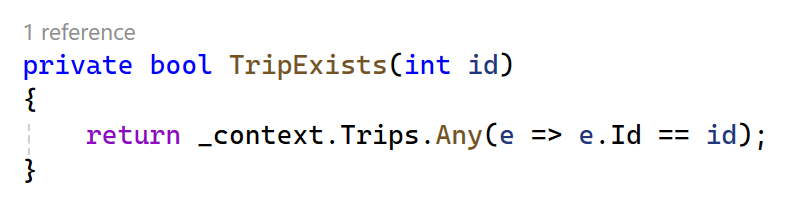 1 reference
private bool TripExists(int id)
{
    return _context.Trips.Any(e => e.Id == id);
}